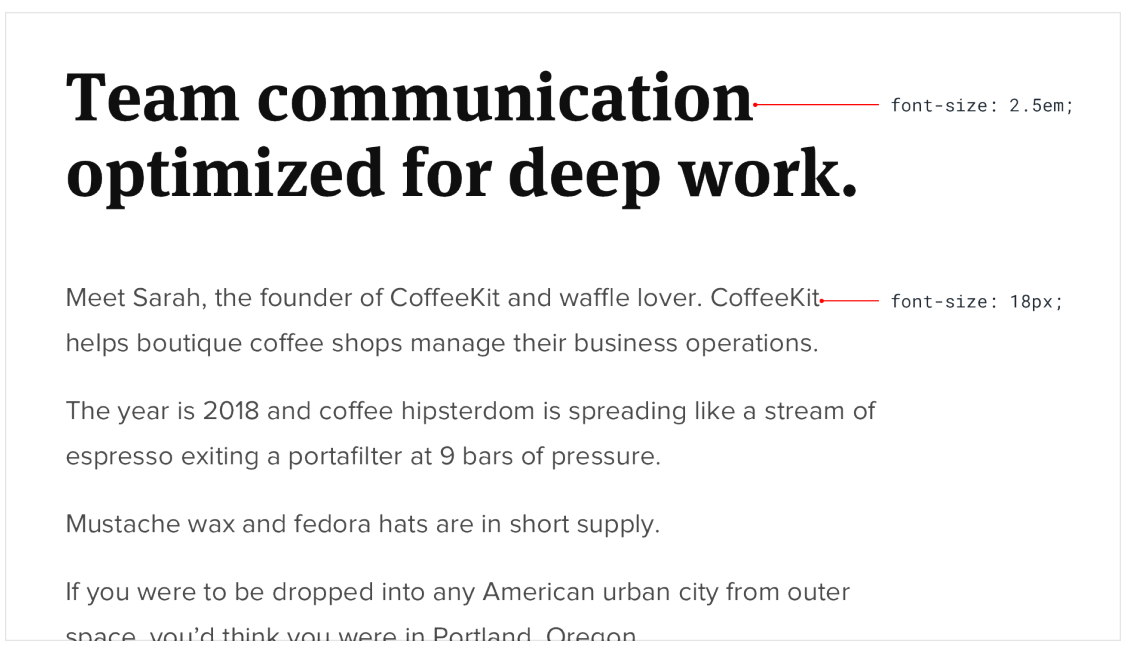 Team communication
font-size: 2.5em;
optimized for deep work.
Meet Sarah, the founder of CoffeeKit and waffle lover. CoffeeKit
font-size: 18px;
helps boutique coffee shops manage their business operations.
The year is 2018 and coffee hipsterdom is spreading like a stream of
espresso exiting a portafilter at 9 bars of pressure.
Mustache wax and fedora hats are in short supply.
If you were to be dropped into any American urban city from outer
space, you’d think you were in Portland, Oregon.